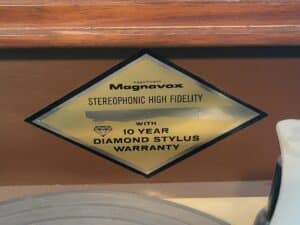 Magnavox
STEREOPHONIC HIGH FIDELITY
WITH
10 YEAR
DIAMOND STYLUS
WARRANTY